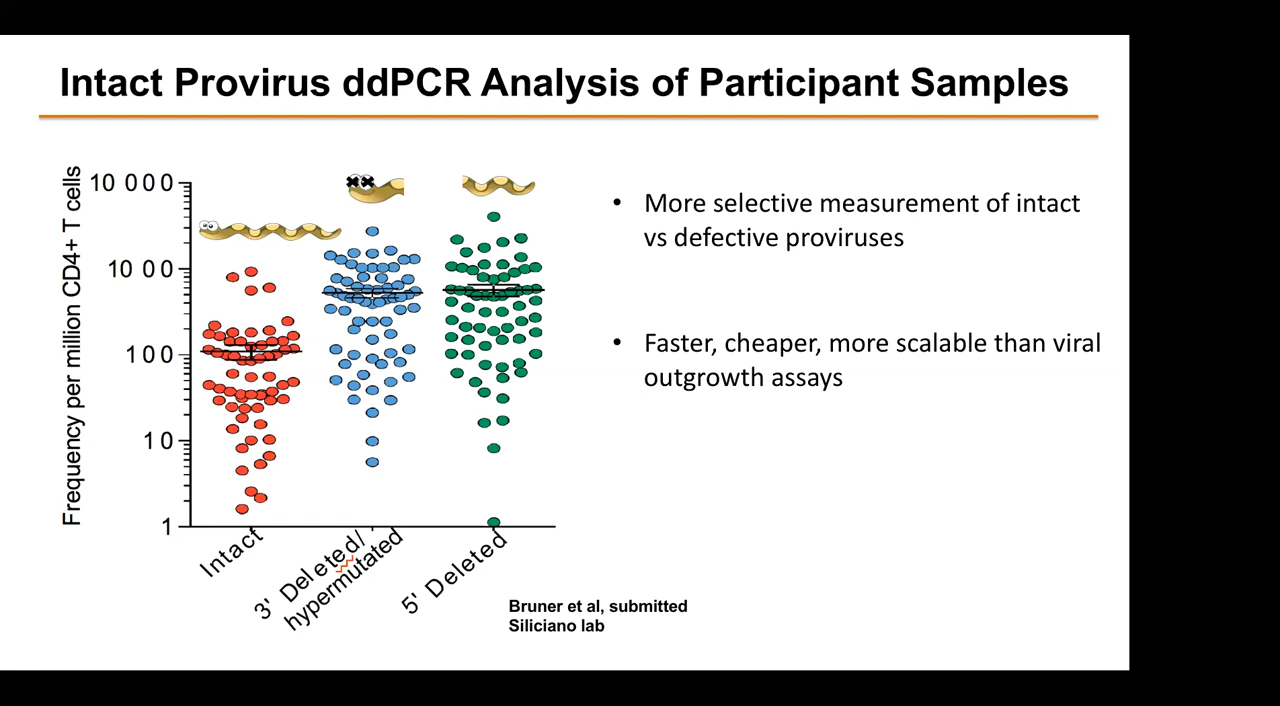 Intact Provirus ddPCR Analysis of Participant Samples
Frequency per million CD4+ T cells
10 000
1000
100
10
1
Intact
3' Deleted/
hypermutated
5' Deleted
• More selective measurement of intact
vs defective proviruses
• Faster, cheaper, more scalable than viral
outgrowth assays
Bruner et al, submitted
Siliciano lab